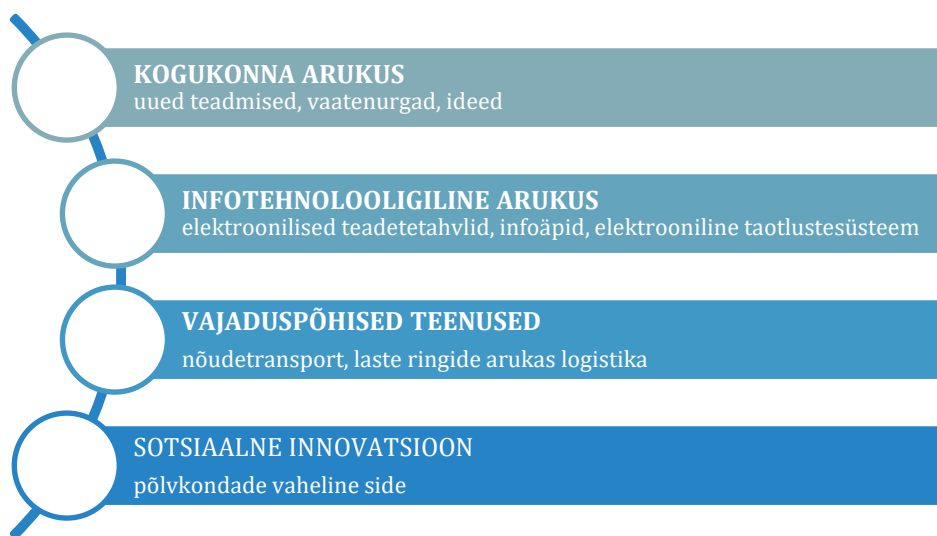 KOGUKONNA ARUKUS
uued teadmised, vaatenurgad, ideed
INFOTEHNOLOOLIGILINE ARUKUS
elektroonilised teadetetahvlid, infoäpid, elektrooniline taotlustesüsteem
VAJADUSPÕHISED TEENUSED
nõudetransport, laste ringide arukas logistika
SOTSIAALNE INNOVATSIOON
põlvkondade vaheline side